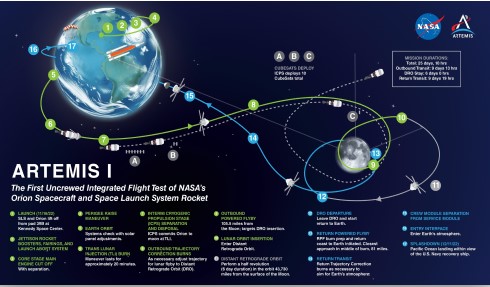 NASA
ARTEMIS
MISSION DURATIONS:
Total: 25 days, 10 hrs
Outbound Transit: 9 days 13 hrs
DRO Stay: 6 days 0 hrs
Return Transit: 9 days 19 hrs
A B C
CUBESATS DEPLOY
ICPS deploys 10
CubeSats total
1 2 3 4
16 17
5
6
7
A
B
15
8
C
10
14
13
9
12
11
ARTEMIS I
The First Uncrewed Integrated Flight Test of NASA's
Orion Spacecraft and Space Launch System Rocket
LAUNCH (11/16/22)
SLS and Orion lift off
from pad 39B at
Kennedy Space Center.
JETTISON ROCKET
BOOSTERS, FAIRINGS, AND
LAUNCH ABORT SYSTEM
CORE STAGE MAIN
ENGINE CUT OFF
With separation.
PERIGEE RAISE
MANEUVER
EARTH ORBIT
Systems check with solar
panel adjustments.
TRANS LUNAR
INJECTION (TLI) BURN
Maneuver lasts for
approximately 20 minutes.
INTERIM CRYOGENIC
PROPULSION STAGE
(ICPS) SEPARATION
AND DISPOSAL
ICPS commits Orion to
moon at TLI.
OUTBOUND TRAJECTORY
CORRECTION BURNS
As necessary adjust trajectory
for lunar flyby to Distant
Retrograde Orbit (DRO).
OUTBOUND
POWERED FLYBY
miles from the
Moon; targets DRO insertion.
LUNAR ORBIT INSERTION
Enter Distant
Retrograde Orbit.
DISTANT RETROGRADE ORBIT
Perform a half revolution
(6 day duration) in the orbit
miles from the surface of the Moon.
DRO DEPARTURE
Leave DRO and start
return to Earth.
RETURN POWERED FLYBY
RPF burn prep and return
coast to Earth initiated. Closest
approach in middle of burn, 81 miles.
RETURN TRANSIT
Return Trajectory Correction
burns as necessary to
aim for Earth's atmosphere
CREW MODULE SEPARATION
FROM SERVICE MODULE
ENTRY INTERFACE
Enter Earth's atmosphere.
SPLASHDOWN (12/11/22)
Pacific Ocean landing within
view of the U.S. Navy recovery ship.